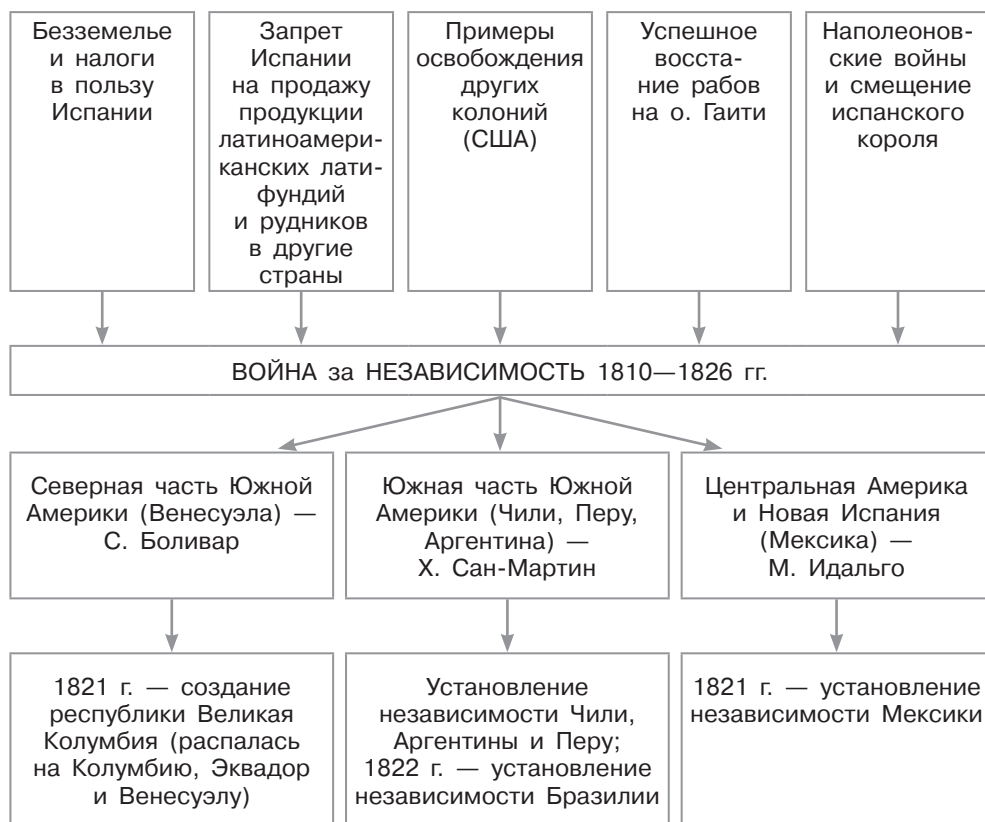 Безземелье
и налоги
в пользу
Испании
Запрет
Испании
на продажу
продукции
латиноамери-
канских лати-
фундий
и рудников
в другие
страны
Примеры
освобождения
других
колоний
(США)
Успешное
восста-
ние рабов
на о. Гаити
Наполеонов-
ские войны
и смещение
испанского
короля
ВОЙНА за НЕЗАВИСИМОСТЬ 1810—1826 гг.
Северная часть Южной
Америки (Венесуэла) —
С. Боливар
Южная часть Южной
Америки (Чили, Перу,
Аргентина) —
Х. Сан-Мартин
Центральная Америка
и Новая Испания
(Мексика) —
М. Идальго
1821 г. — создание
республики Великая
Колумбия (распалась
на Колумбию, Эквадор
и Венесуэлу)
Установление
независимости Чили,
Аргентины и Перу;
1822 г. — установление
независимости Бразилии
1821 г. — установление
независимости Мексики